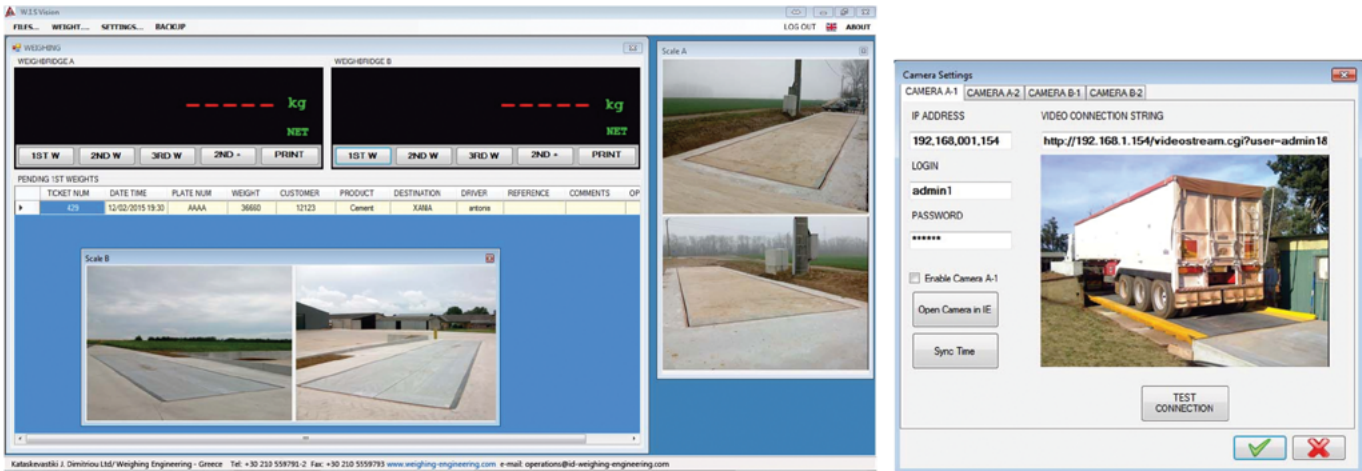 W.I.S Vision
FILES... WEIGHT.... SETTINGS... BACKUP LOG OUT ABOUT
WEIGHING
WEIGHBRIDGE A WEIGHBRIDGE B
----- kg ----- kg
NET NET
1ST W 2ND W 3RD W 2ND - PRINT 1ST W 2ND W 3RD W 2ND - PRINT
PENDING 1ST WEIGHTS
TICKET NUM DATE TIME PLATE NUM WEIGHT CUSTOMER PRODUCT DESTINATION DRIVER REFERENCE COMMENTS OP
429 12/02/2015 19:30 AAAA 36660 12123 Cement XANIA antonis
Scale B
Scale A
Kataskevastiki J. Dimitriou Ltd/ Weighing Engineering - Greece Tel: +30 210 559791-2 Fax: +30 210 5559793 www.weighing-engineering.com e-mail: operations@id-weighing-engineering.com
Camera Settings
CAMERA A-1 CAMERA A-2 CAMERA B-1 CAMERA B-2
IP ADDRESS
192,168,001,154
LOGIN
admin1
PASSWORD
******
Enable Camera A-1
Open Camera in IE
Sync Time
VIDEO CONNECTION STRING
http://192.168.1.154/videostream.cgi?user=admin1&
TEST
CONNECTION